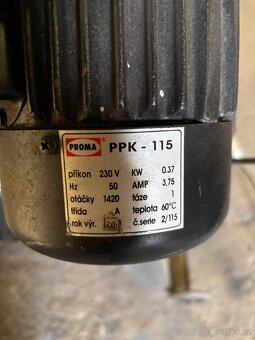 PROMA PPK - 115
příkon 230 V KW 0.37
Hz 50 AMP 3,75
otáčky 1420 fáze 1
třída A teplota 60°C
rok výr. č.serie 2/115